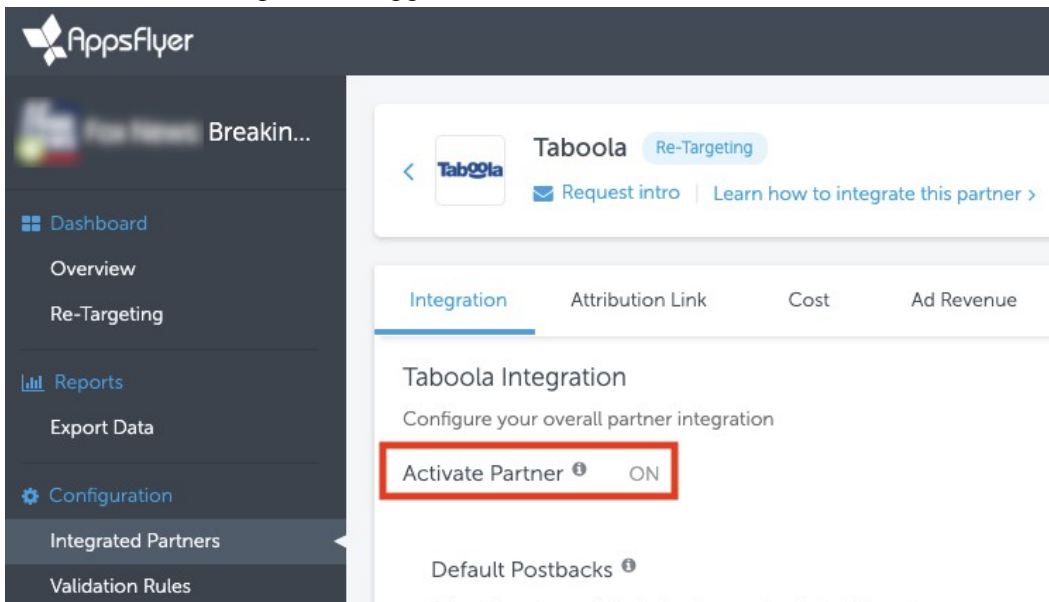 AppsFlyer
Breakin...
Dashboard
Overview
Re-Targeting
Reports
Export Data
Configuration
Integrated Partners
Validation Rules
Taboola
Taboola Re-Targeting
Request intro Learn how to integrate this partner >
Integration Attribution Link Cost Ad Revenue
Taboola Integration
Configure your overall partner integration
Activate Partner ON
Default Postbacks